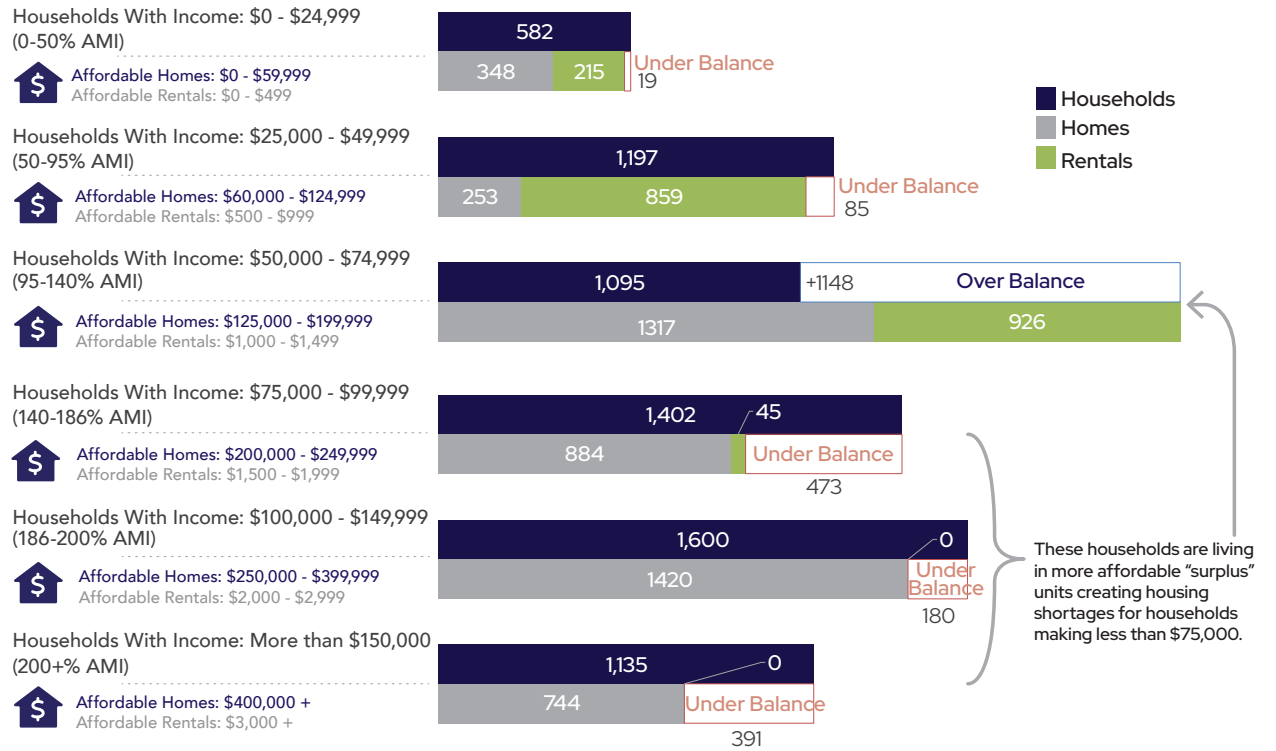 Households With Income: $0 - $24,999
(0-50% AMI)
$
Affordable Homes: $0 - $59,999
Affordable Rentals: $0 - $499
582
348
215
Under Balance
19
Households
Homes
Rentals
Households With Income: $25,000 - $49,999
(50-95% AMI)
$
Affordable Homes: $60,000 - $124,999
Affordable Rentals: $500 - $999
1,197
253
859
Under Balance
85
Households With Income: $50,000 - $74,999
(95-140% AMI)
$
Affordable Homes: $125,000 - $199,999
Affordable Rentals: $1,000 - $1,499
1,095
+1148
Over Balance
1317
926
Households With Income: $75,000 - $99,999
(140-186% AMI)
$
Affordable Homes: $200,000 - $249,999
Affordable Rentals: $1,500 - $1,999
1,402
45
884
Under Balance
473
Households With Income: $100,000 - $149,999
(186-200% AMI)
$
Affordable Homes: $250,000 - $399,999
Affordable Rentals: $2,000 - $2,999
1,600
0
1420
Under
Balance
180
These households are living
in more affordable “surplus”
units creating housing
shortages for households
making less than $75,000.
Households With Income: More than $150,000
(200+% AMI)
$
Affordable Homes: $400,000 +
Affordable Rentals: $3,000 +
1,135
0
744
Under Balance
391